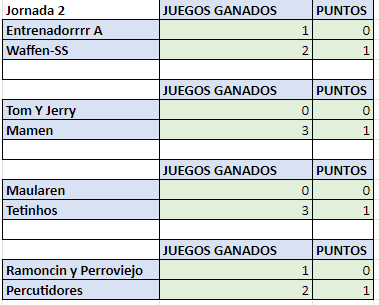 Jornada 2 JUEGOS GANADOS PUNTOS
Entrenadorrrr A 1 0
Waffen-SS 2 1
JUEGOS GANADOS PUNTOS
Tom Y Jerry 0 0
Mamen 3 1
JUEGOS GANADOS PUNTOS
Maularen 0 0
Tetinhos 3 1
JUEGOS GANADOS PUNTOS
Ramoncin y Perroviejo 1 0
Percutidores 2 1